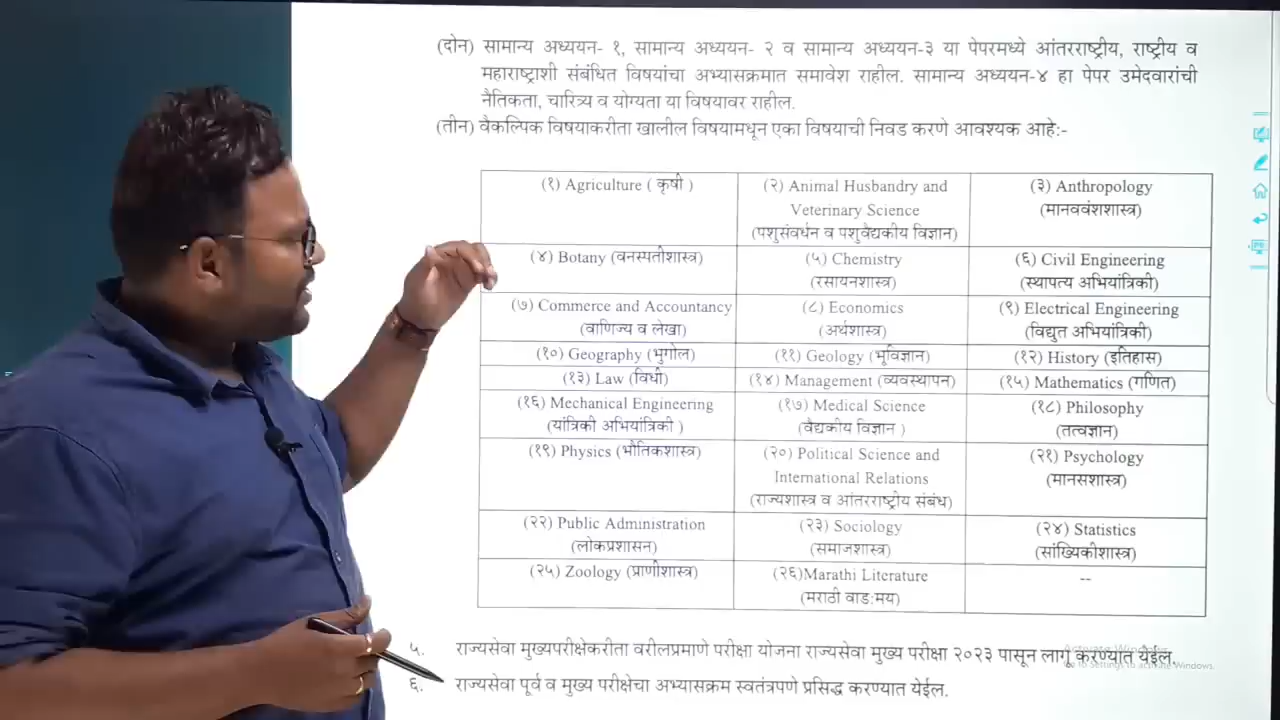 (दोन) सामान्य अध्ययन- १, सामान्य अध्ययन- २ व सामान्य अध्ययन-३ या पेपरमध्ये आंतरराष्ट्रीय, राष्ट्रीय व
महाराष्ट्राशी संबंधित विषयांचा अभ्यासक्रमात समावेश राहील. सामान्य अध्ययन-४ हा पेपर उमेदवारांची
नैतिकता, चारित्र्य व योग्यता या विषयावर राहील.
(तीन) वैकल्पिक विषयाकरीता खालील विषयामधून एका विषयाची निवड करणे आवश्यक आहे:-
(१) Agriculture ( कृषी )
(२) Animal Husbandry and
Veterinary Science
(पशुसंवर्धन व पशुवैद्यकीय विज्ञान)
(३) Anthropology
(मानववंशशास्त्र)
(४) Botany (वनस्पतीशास्त्र)
(५) Chemistry
(रसायनशास्त्र)
(६) Civil Engineering
(स्थापत्य अभियांत्रिकी)
(७) Commerce and Accountancy
(वाणिज्य व लेखा)
(८) Economics
(अर्थशास्त्र)
(९) Electrical Engineering
(विद्युत अभियांत्रिकी)
(१०) Geography (भुगोल)
(११) Geology (भूविज्ञान)
(१२) History (इतिहास)
(१३) Law (विधी)
(१४) Management (व्यवस्थापन)
(१५) Mathematics (गणित)
(१६) Mechanical Engineering
(यांत्रिकी अभियांत्रिकी )
(१७) Medical Science
(वैद्यकीय विज्ञान )
(१८) Philosophy
(तत्वज्ञान)
(१९) Physics (भौतिकशास्त्र)
(२०) Political Science and
International Relations
(राज्यशास्त्र व आंतरराष्ट्रीय संबंध)
(२१) Psychology
(मानसशास्त्र)
(२२) Public Administration
(लोकप्रशासन)
(२३) Sociology
(समाजशास्त्र)
(२४) Statistics
(सांख्यिकीशास्त्र)
(२५) Zoology (प्राणीशास्त्र)
(२६)Marathi Literature
(मराठी वाड:मय)
--
५. राज्यसेवा मुख्यपरीक्षेकरीता वरीलप्रमाणे परीक्षा योजना राज्यसेवा मुख्य परीक्षा २०२३ पासून लागू करण्यात येईल.
६. राज्यसेवा पूर्व व मुख्य परीक्षेचा अभ्यासक्रम स्वतंत्रपणे प्रसिद्ध करण्यात येईल.
Activate Windows
Go to Settings to activate Windows.